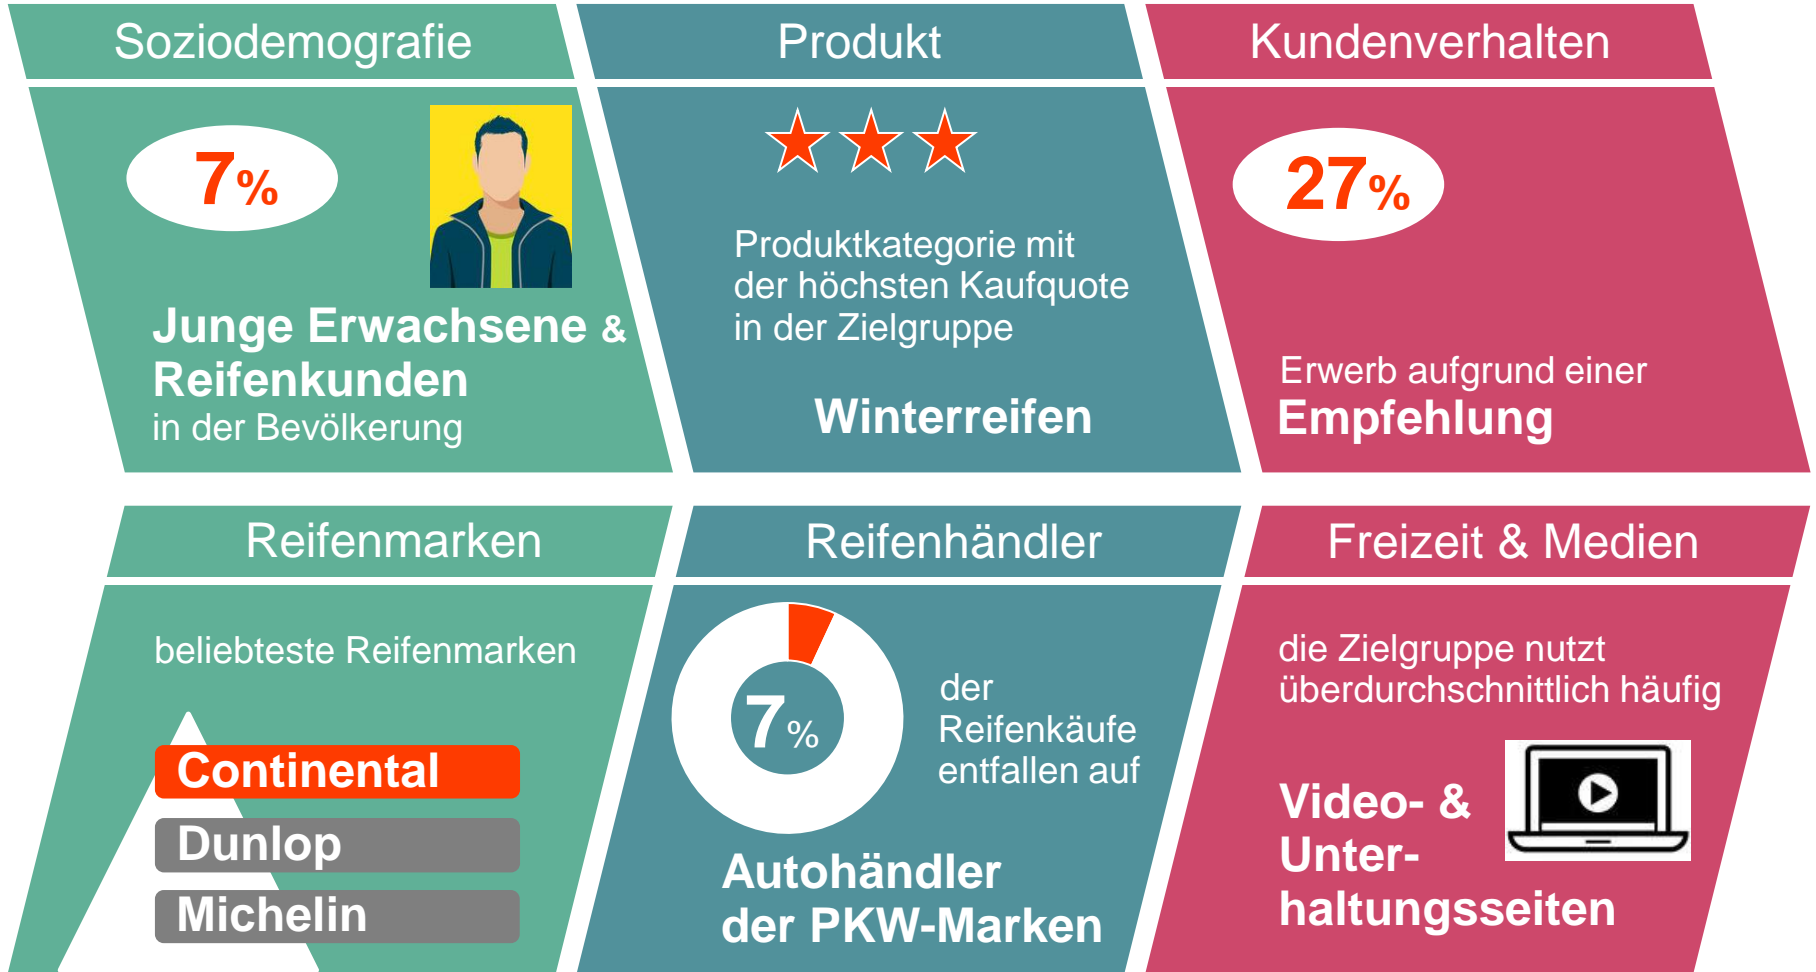 Soziodemografie
7%
Junge Erwachsene &
Reifenkunden
in der Bevölkerung
Produkt
Produktkategorie mit
der höchsten Kaufquote
in der Zielgruppe
Winterreifen
Kundenverhalten
27%
Erwerb aufgrund einer
Empfehlung
Reifenmarken
beliebteste Reifenmarken
Continental
Dunlop
Michelin
Reifenhändler
7%
der
Reifenkäufe
entfallen auf
Autohändler
der PKW-Marken
Freizeit & Medien
die Zielgruppe nutzt
überdurchschnittlich häufig
Video- &
Unter-
haltungsseiten